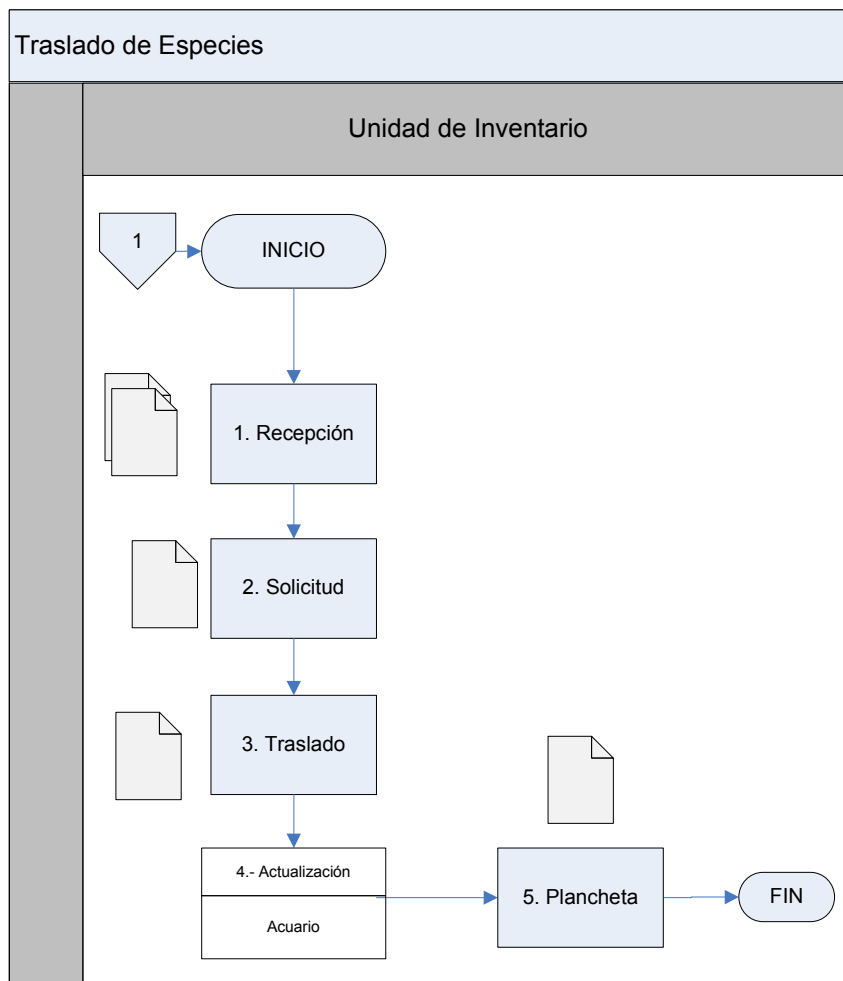 Traslado de Especies
Unidad de Inventario
1
INICIO
1. Recepción
2. Solicitud
3. Traslado
4.- Actualización
Acuario
5. Plancheta
FIN